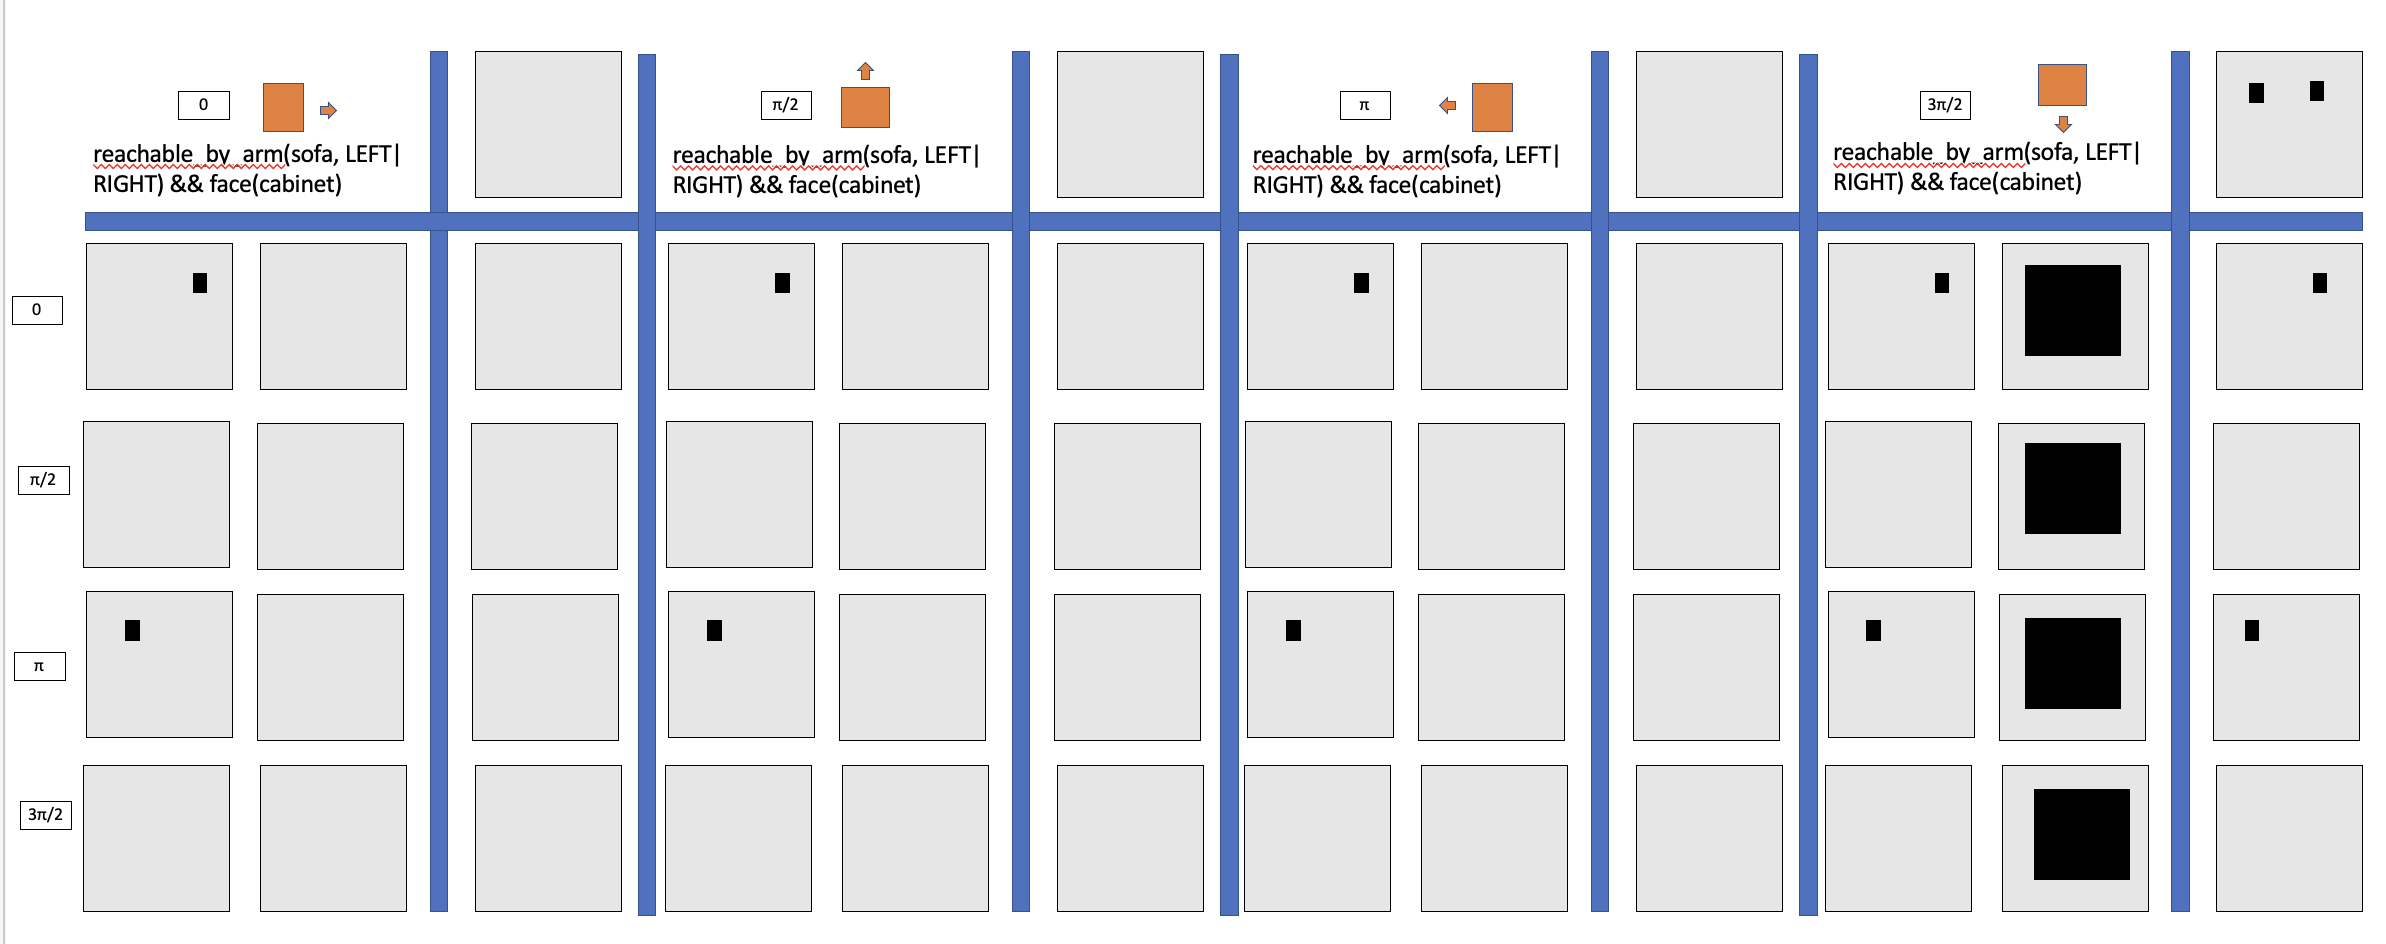 0
reachable_by_arm(sofa, LEFT|
RIGHT) && face(cabinet)
π/2
reachable_by_arm(sofa, LEFT|
RIGHT) && face(cabinet)
π
reachable_by_arm(sofa, LEFT|
RIGHT) && face(cabinet)
3π/2
reachable_by_arm(sofa, LEFT|
RIGHT) && face(cabinet)
0
π/2
π
3π/2